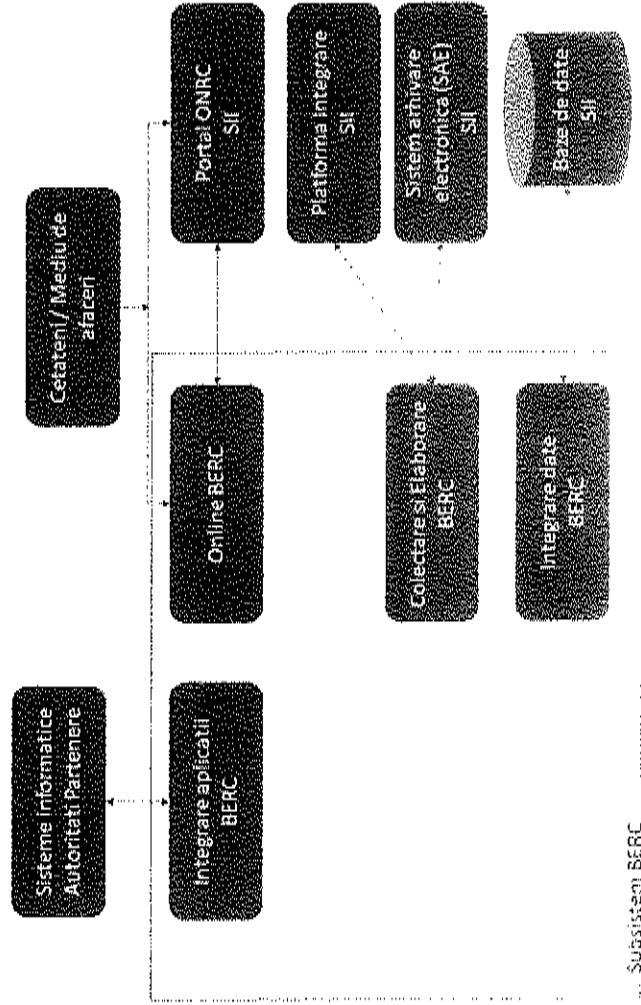 Sisteme informatice
Autoritati Partenere
Cetateni / Mediu de
afaceri
Integrare aplicatii
BERC
Online BERC
Portal ONRC
SII
Platforma Integrare
SII
Colectare si Elaborare
BERC
Sistem arhivare
electronica (SAE)
SII
Integrare date
BERC
Baze de date
SII
Subsistem BERC